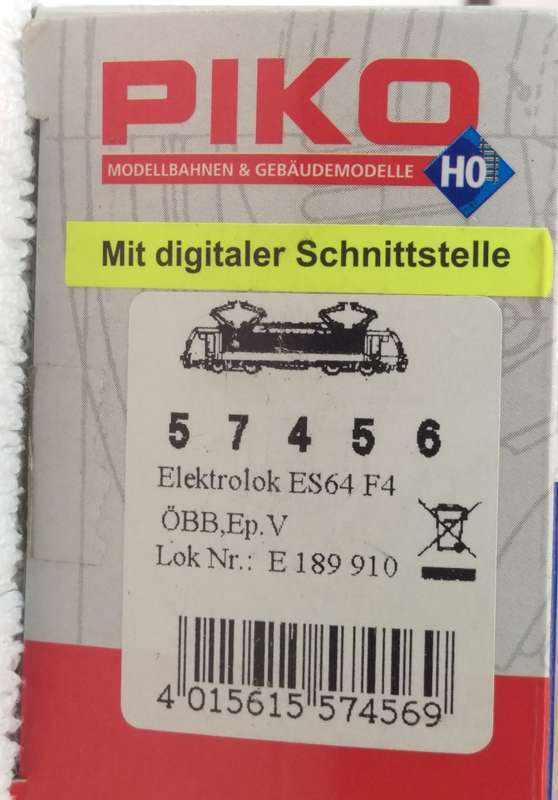 PIKO
MODELLBAHNEN & GEBÄUDEMODELLE
HO
Mit digitaler Schnittstelle
5 7 4 5 6
Elektrolok ES64 F4
ÖBB,Ep.V
Lok Nr.: E 189 910
4 015615 574569